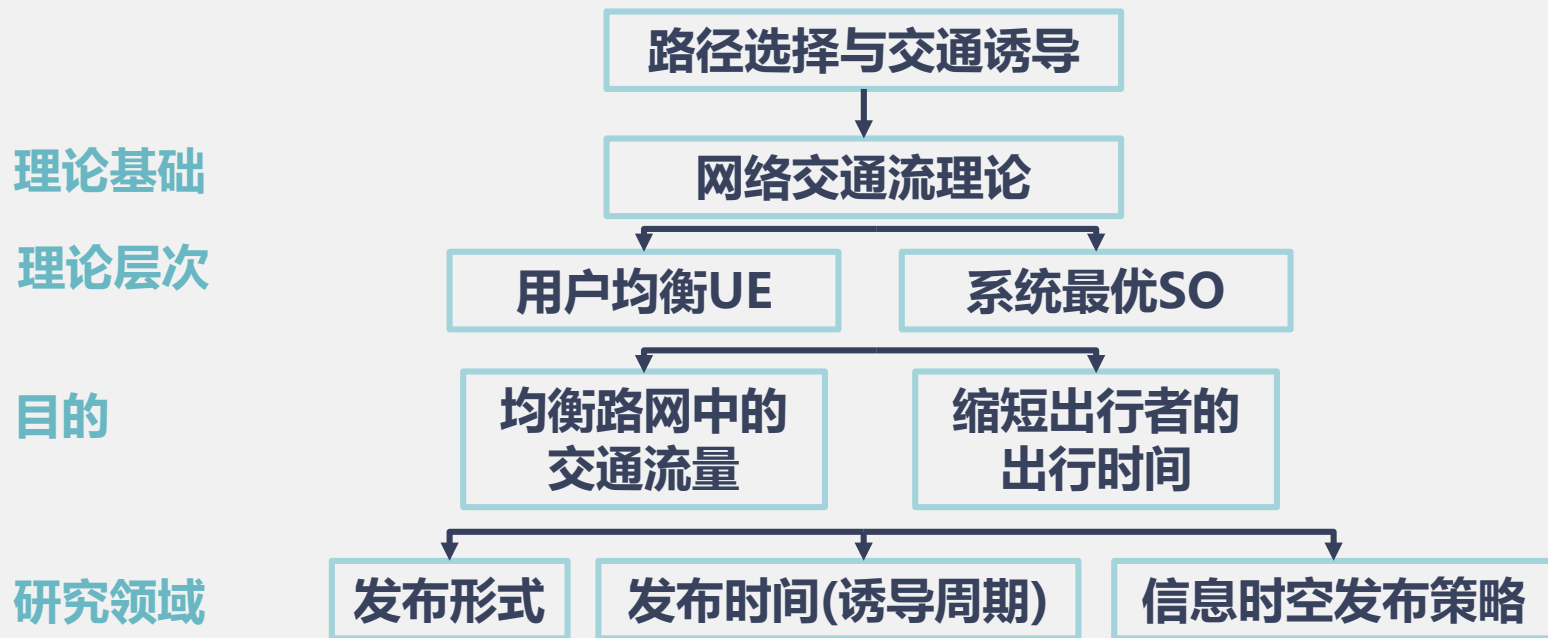 路径选择与交通诱导
理论基础
网络交通流理论
理论层次
用户均衡UE
系统最优SO
目的
均衡路网中的
交通流量
缩短出行者的
出行时间
研究领域
发布形式
发布时间(诱导周期)
信息时空发布策略